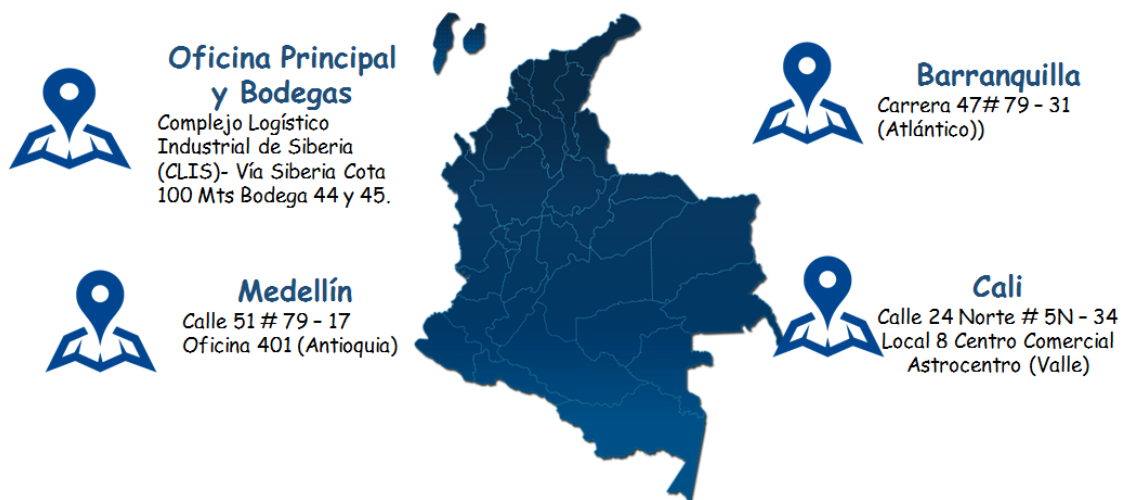 Oficina Principal
y Bodegas
Complejo Logístico
Industrial de Siberia
(CLIS)- Vía Siberia Cota
100 Mts Bodega 44 y 45.
Barranquilla
Carrera 47# 79 – 31
(Atlántico))
Medellín
Calle 51 # 79 – 17
Oficina 401 (Antioquia)
Cali
Calle 24 Norte # 5N – 34
Local 8 Centro Comercial
Astrocentro (Valle)